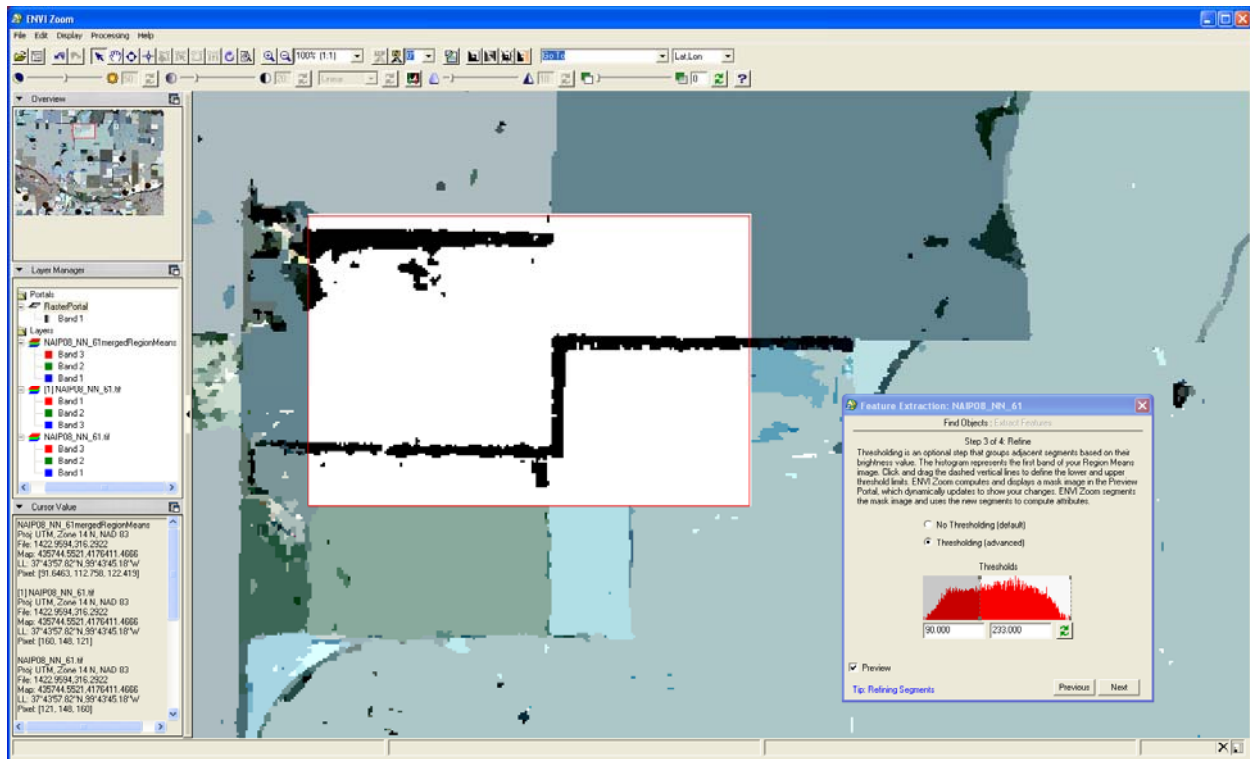 ENVI Zoom
File Edit Display Processing Help
100% (1:1)
0°
Go To
Lat/Lon
50
20
Linear
10
0
?
Overview
Layer Manager
Portals
RasterPortal
Band 1
Layers
NAIP08_NN_61mergedRegionMeans
Band 3
Band 2
Band 1
[1] NAIP08_NN_61.tif
Band 1
Band 2
Band 3
NAIP08_NN_61.tif
Band 3
Band 2
Band 1
Cursor Value
NAIP08_NN_61mergedRegionMeans
Proj: UTM, Zone 14 N, NAD 83
File: 1422.9594,316.2922
Map: 435744.5521,4176411.4666
LL: 37°43'57.82"N,99°43'45.18"W
Pixel: [91.6463, 112.758, 122.419]
[1] NAIP08_NN_61.tif
Proj: UTM, Zone 14 N, NAD 83
File: 1422.9594,316.2922
Map: 435744.5521,4176411.4666
LL: 37°43'57.82"N,99°43'45.18"W
Pixel: [160, 148, 121]
NAIP08_NN_61.tif
Proj: UTM, Zone 14 N, NAD 83
File: 1422.9594,316.2922
Map: 435744.5521,4176411.4666
LL: 37°43'57.82"N,99°43'45.18"W
Pixel: [121, 148, 160]
Feature Extraction: NAIP08_NN_61
Find Objects : Extract Features
Step 3 of 4: Refine
Thresholding is an optional step that groups adjacent segments based on their
brightness value. The histogram represents the first band of your Region Means
image. Click and drag the dashed vertical lines to define the lower and upper
threshold limits. ENVI Zoom computes and displays a mask image in the Preview
Portal, which dynamically updates to show your changes. ENVI Zoom segments
the mask image and uses the new segments to compute attributes.
No Thresholding (default)
Thresholding (advanced)
Thresholds
90.000 233.000
Preview
Tip: Refining Segments
Previous Next